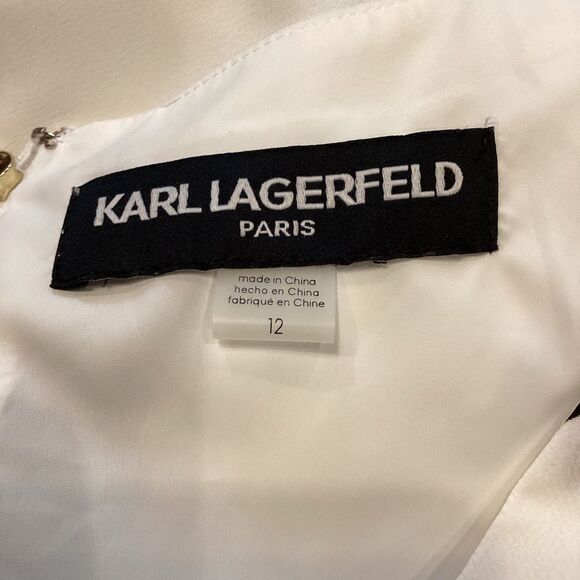 KARL LAGERFELD
PARIS
made in China
hecho en China
fabriqué en Chine
12